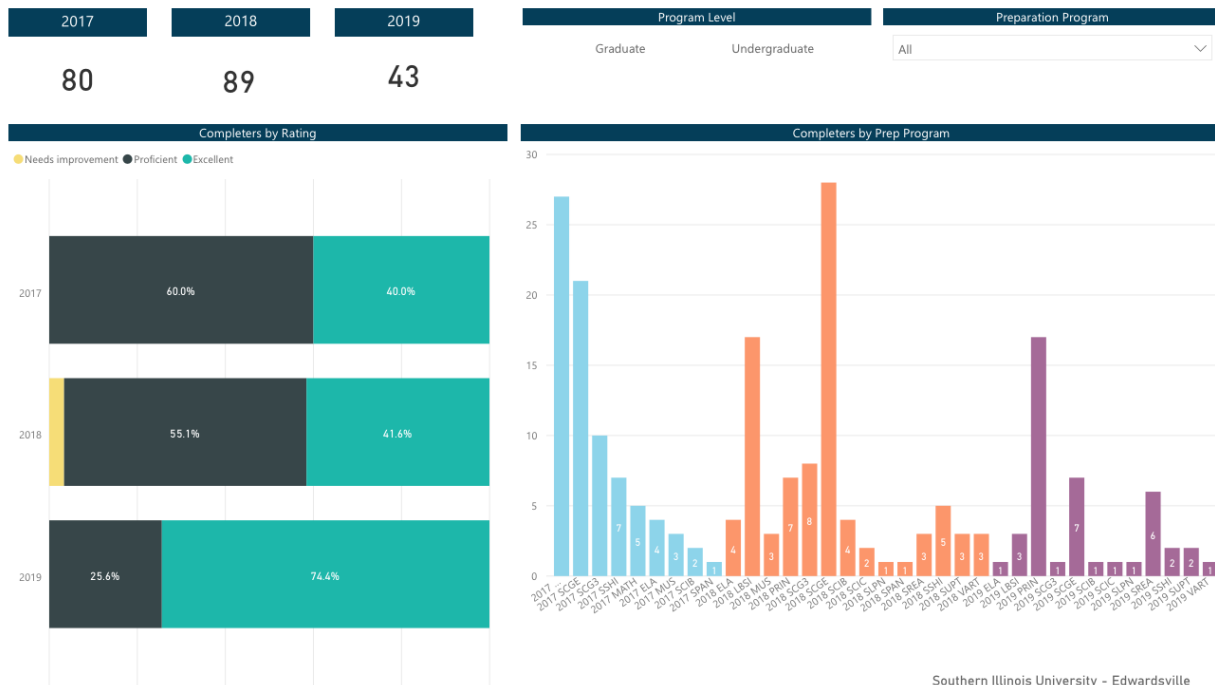 2017 2018 2019 Program Level Preparation Program
Graduate Undergraduate All
80 89 43
Completers by Rating
Needs improvement Proficient Excellent
2017 60.0% 40.0%
2018 55.1% 41.6%
2019 25.6% 74.4%
Completers by Prep Program
30
25
20
15
10
5
0
7 5 4 3 2 1 4 3 7 8 4 2 1 1 3 5 3 3 1 3 1 7 1 1 1 6 2 2 1
2017 ...
2017 SCGE
2017 SCG3
2017 SSHI
2017 MATH
2017 ELA
2017 MUS
2017 SCIB
2017 SPAN
2018 ELA
2018 LBSI
2018 MUS
2018 PRIN
2018 SCG3
2018 SCGE
2018 SCIB
2018 SCIC
2018 SLPN
2018 SPAN
2018 SREA
2018 SSHI
2018 SUPT
2018 VART
2019 ELA
2019 LBSI
2019 PRIN
2019 SCG3
2019 SCGE
2019 SCIB
2019 SCIC
2019 SLPN
2019 SREA
2019 SSHI
2019 SUPT
2019 VART
Southern Illinois University - Edwardsville